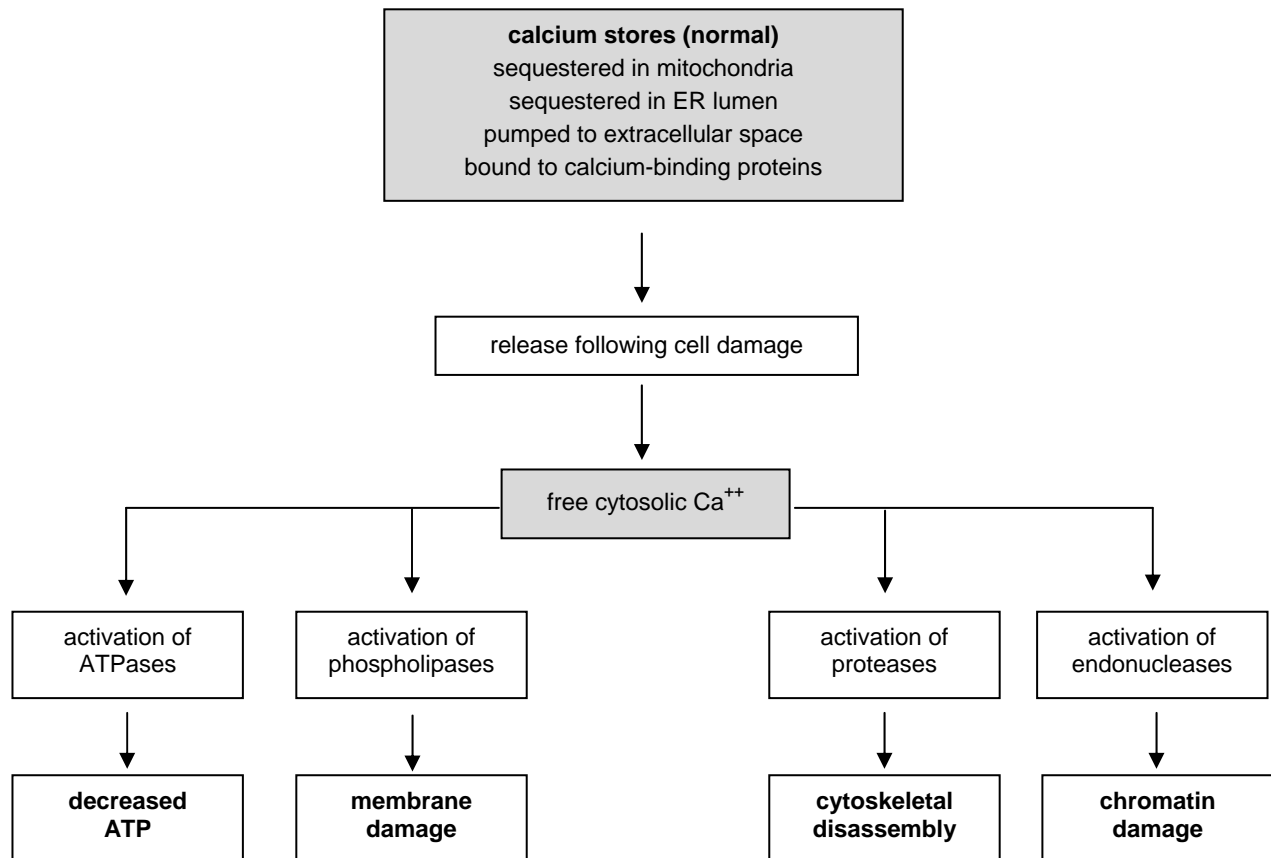 calcium stores (normal)
sequestered in mitochondria
sequestered in ER lumen
pumped to extracellular space
bound to calcium-binding proteins
release following cell damage
free cytosolic Ca++
activation of
ATPases
activation of
phospholipases
activation of
proteases
activation of
endonucleases
decreased
ATP
membrane
damage
cytoskeletal
disassembly
chromatin
damage